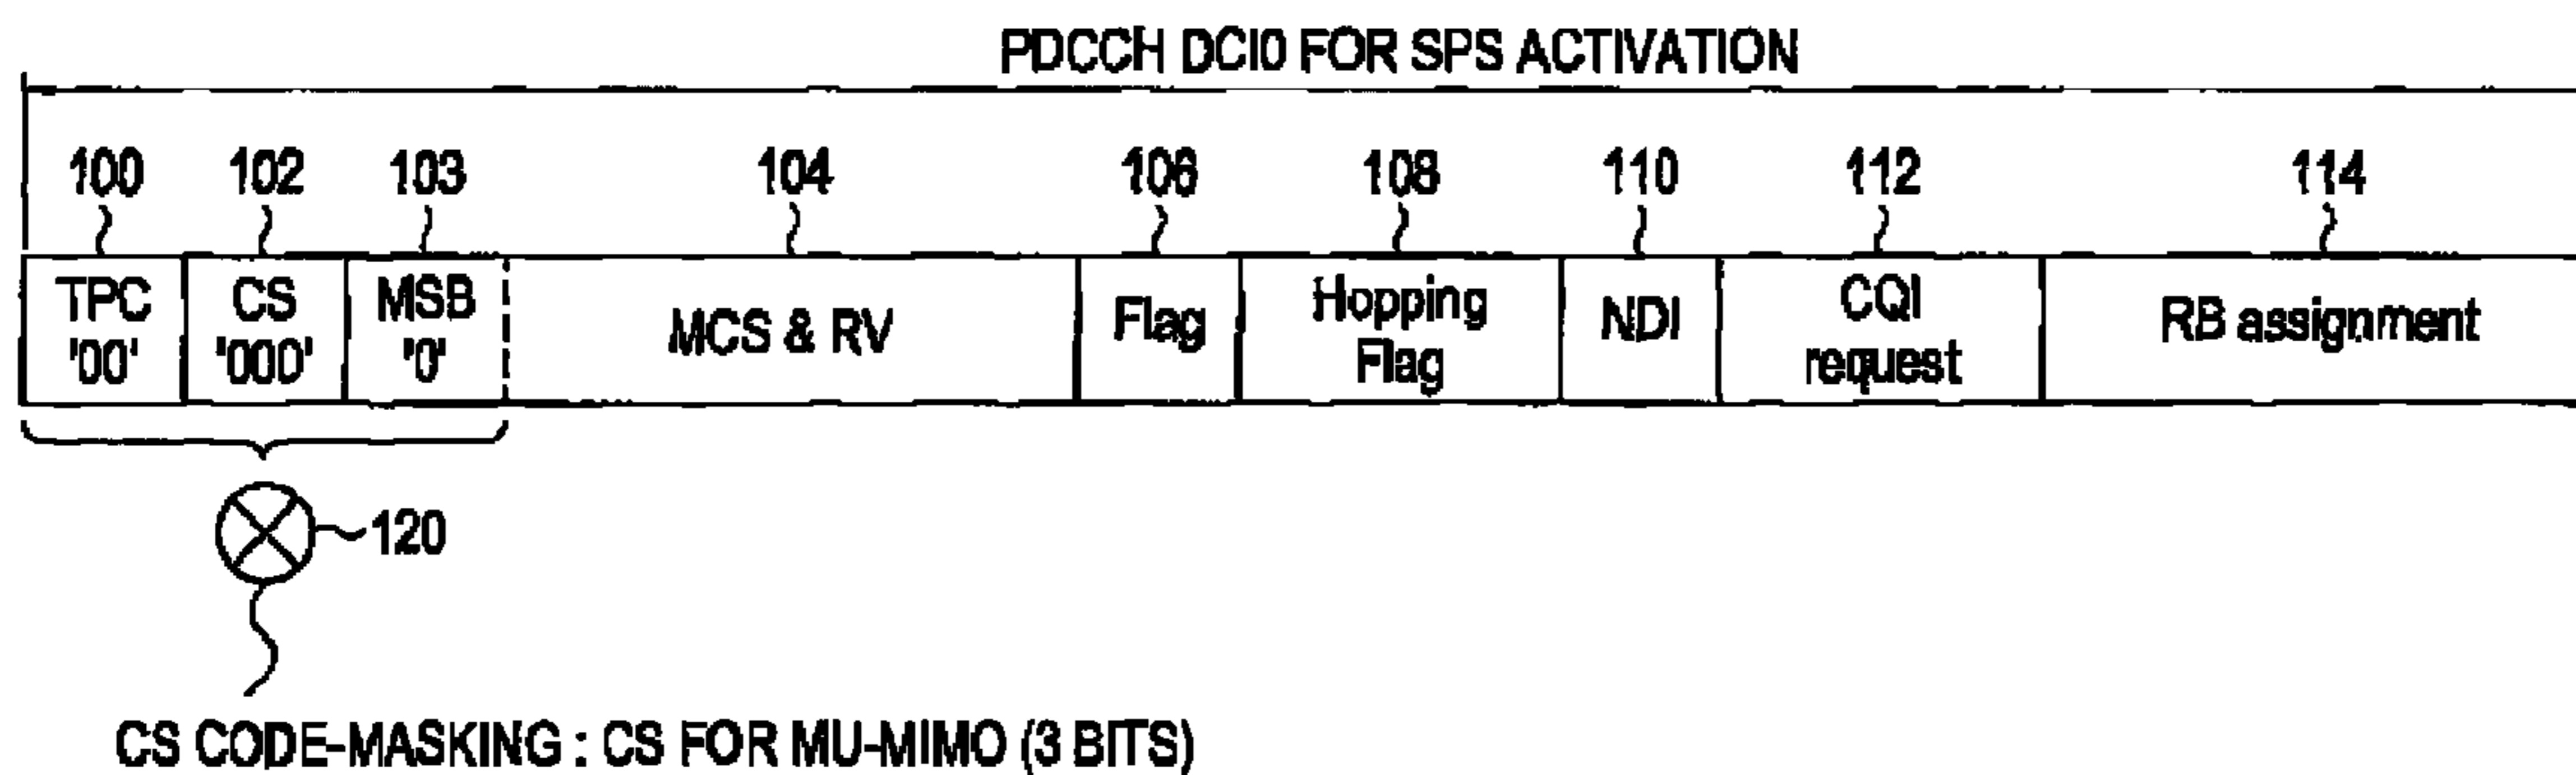 PDCCH DCI0 FOR SPS ACTIVATION
100 102 103 104 106 108 110 112 114
TPC '00'
CS '000'
MSB '0'
MCS & RV
Flag
Hopping
Flag
NDI
CQI
request
RB assignment
120
CS CODE-MASKING : CS FOR MU-MIMO (3 BITS)